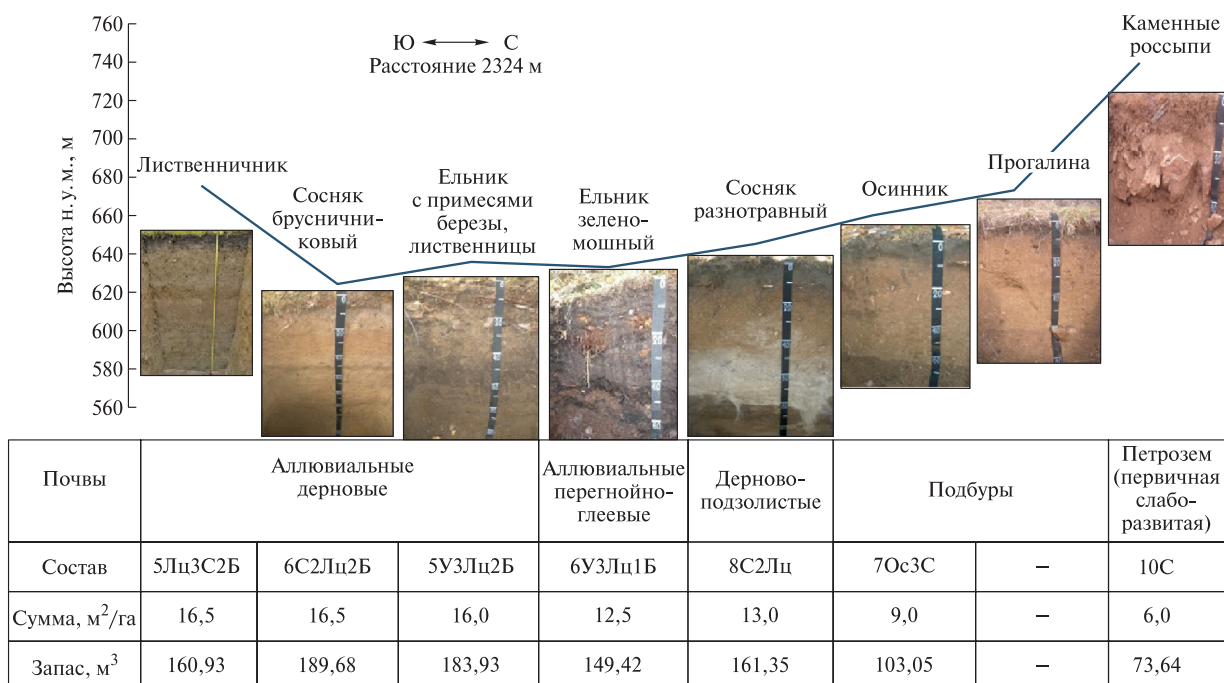 760
740
720
700
680
660
640
620
600
580
560
Высота н. у. м., м
Ю ⟷ С
Расстояние 2324 м
Лиственничник
Сосняк
бруснични-
ковый
Ельник
с примесями
березы,
лиственницы
Ельник
зелено-
мошный
Сосняк
разнотравный
Осинник
Прогалина
Каменные
россыпи
Почвы
Аллювиальные
дерновые
Аллювиальные
перегнойно-
глеевые
Дерново-
подзолистые
Подбуры
Петрозем
(первичная
слабо-
развитая)
Состав 5Лц3С2Б 6С2Лц2Б 5У3Лц2Б 6У3Лц1Б 8С2Лц 7Ос3С – 10С
Сумма, м²/га 16,5 16,5 16,0 12,5 13,0 9,0 – 6,0
Запас, м³ 160,93 189,68 183,93 149,42 161,35 103,05 – 73,64